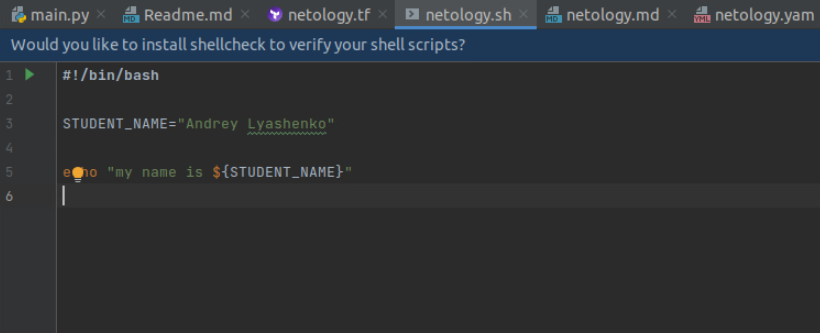 main.py Readme.md netology.tf netology.sh netology.md netology.yam
Would you like to install shellcheck to verify your shell scripts?
1 #!/bin/bash
2
3 STUDENT_NAME="Andrey Lyashenko"
4
5 echo "my name is ${STUDENT_NAME}"
6